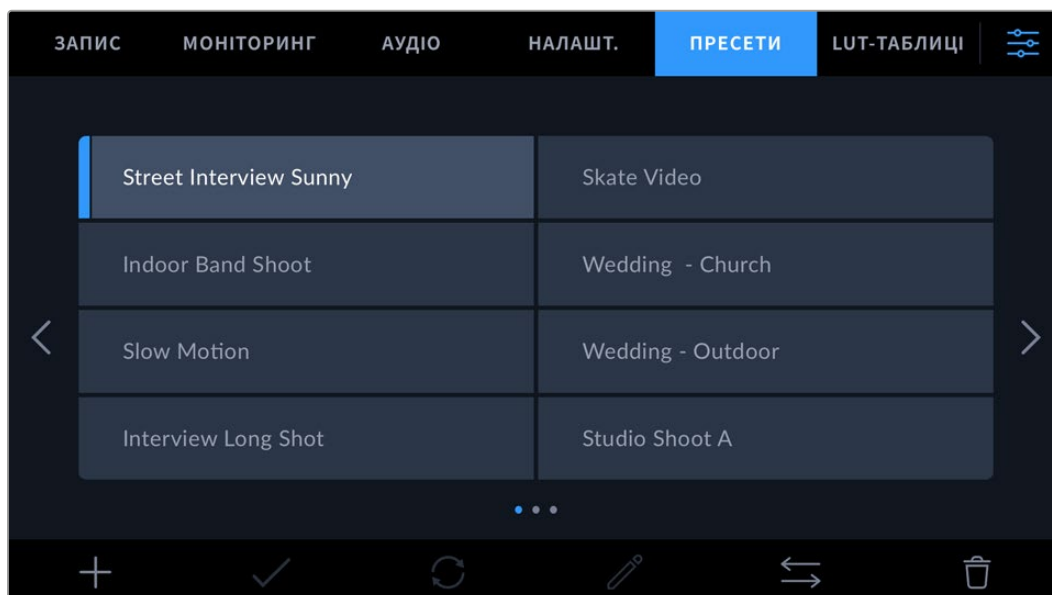 ЗАПИС МОНІТОРИНГ АУДІО НАЛАШТ. ПРЕСЕТИ LUT-ТАБЛИЦІ
Street Interview Sunny
Skate Video
Indoor Band Shoot
Wedding - Church
Slow Motion
Wedding - Outdoor
Interview Long Shot
Studio Shoot A